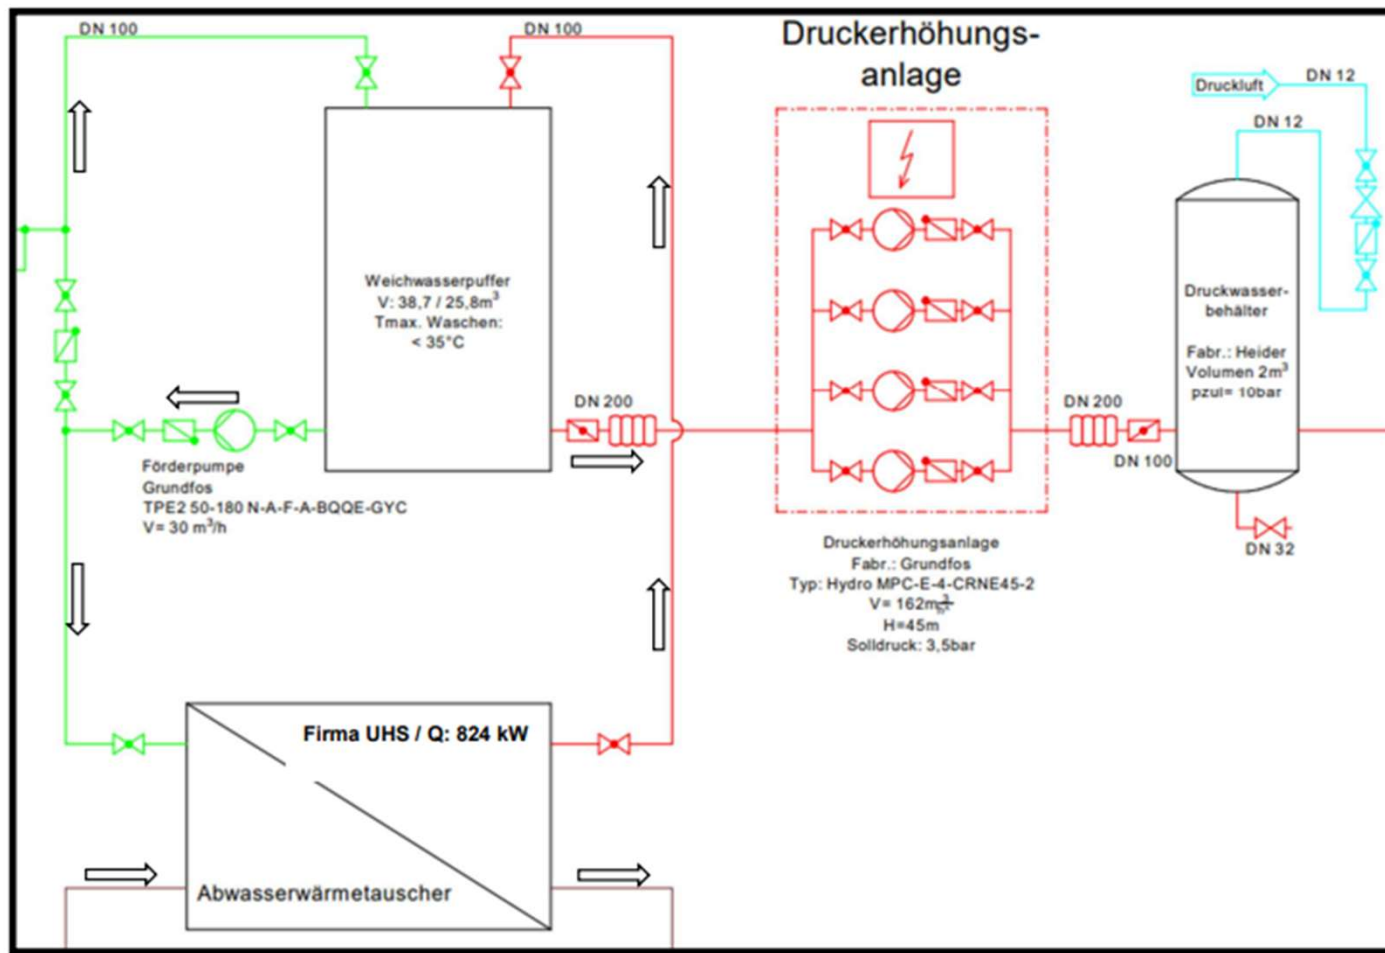 DN 100
DN 100
Druckerhöhungs-
anlage
Druckluft
DN 12
DN 12
Weichwasserpuffer
V: 38,7 / 25,8m³
Tmax. Waschen:
< 35°C
Druckwasser-
behälter
Fabr.: Heider
Volumen 2m³
pzul= 10bar
DN 200
DN 200
DN 100
DN 32
Förderpumpe
Grundfos
TPE2 50-180 N-A-F-A-BQQE-GYC
V= 30 m³/h
Druckerhöhungsanlage
Fabr.: Grundfos
Typ: Hydro MPC-E-4-CRNE45-2
V= 162m³/h
H=45m
Solldruck: 3,5bar
Firma UHS / Q: 824 kW
Abwasserwärmetauscher